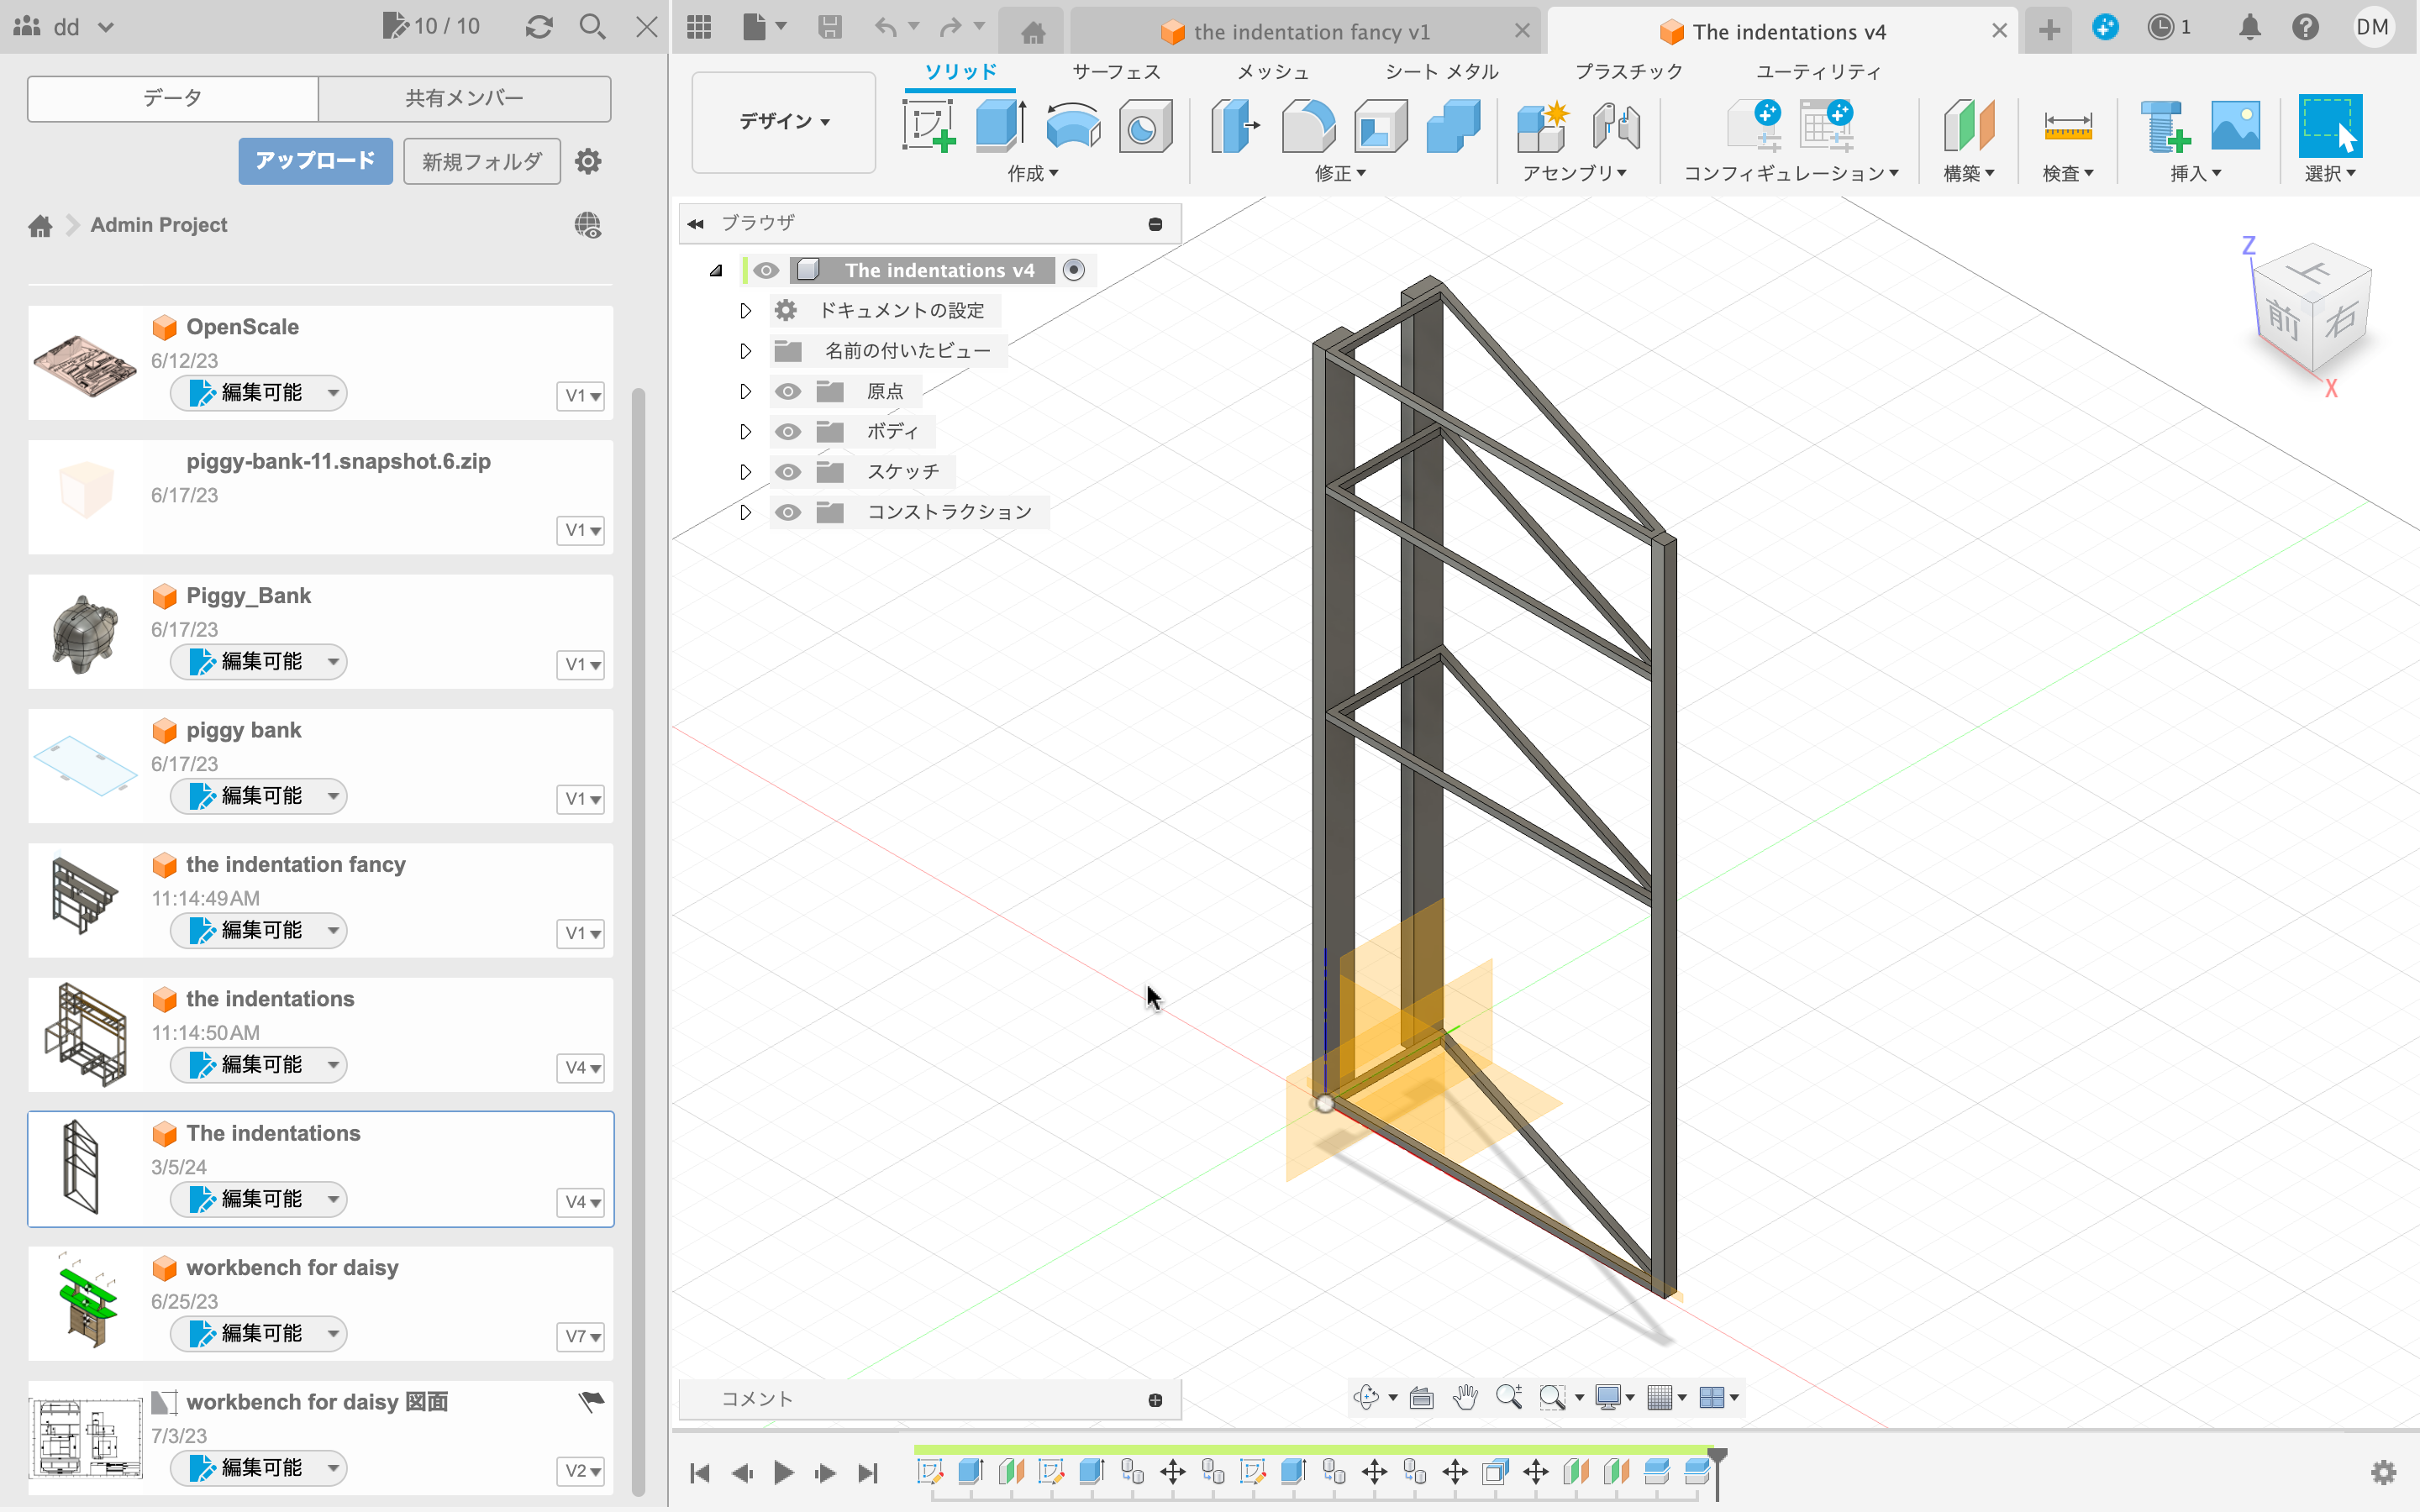 dd
10 / 10
the indentation fancy v1
The indentations v4
1
DM
データ
共有メンバー
アップロード
新規フォルダ
Admin Project
デザイン
ソリッド
サーフェス
メッシュ
シート メタル
プラスチック
ユーティリティ
作成
修正
アセンブリ
コンフィギュレーション
構築
検査
挿入
選択
OpenScale
6/12/23
編集可能
V1
piggy-bank-11.snapshot.6.zip
6/17/23
V1
Piggy_Bank
6/17/23
編集可能
V1
piggy bank
6/17/23
編集可能
V1
the indentation fancy
11:14:49AM
編集可能
V1
the indentations
11:14:50AM
編集可能
V4
The indentations
3/5/24
編集可能
V4
workbench for daisy
6/25/23
編集可能
V7
workbench for daisy 図面
7/3/23
編集可能
V2
ブラウザ
The indentations v4
ドキュメントの設定
名前の付いたビュー
原点
ボディ
スケッチ
コンストラクション
Z
上
前
右
X
コメント